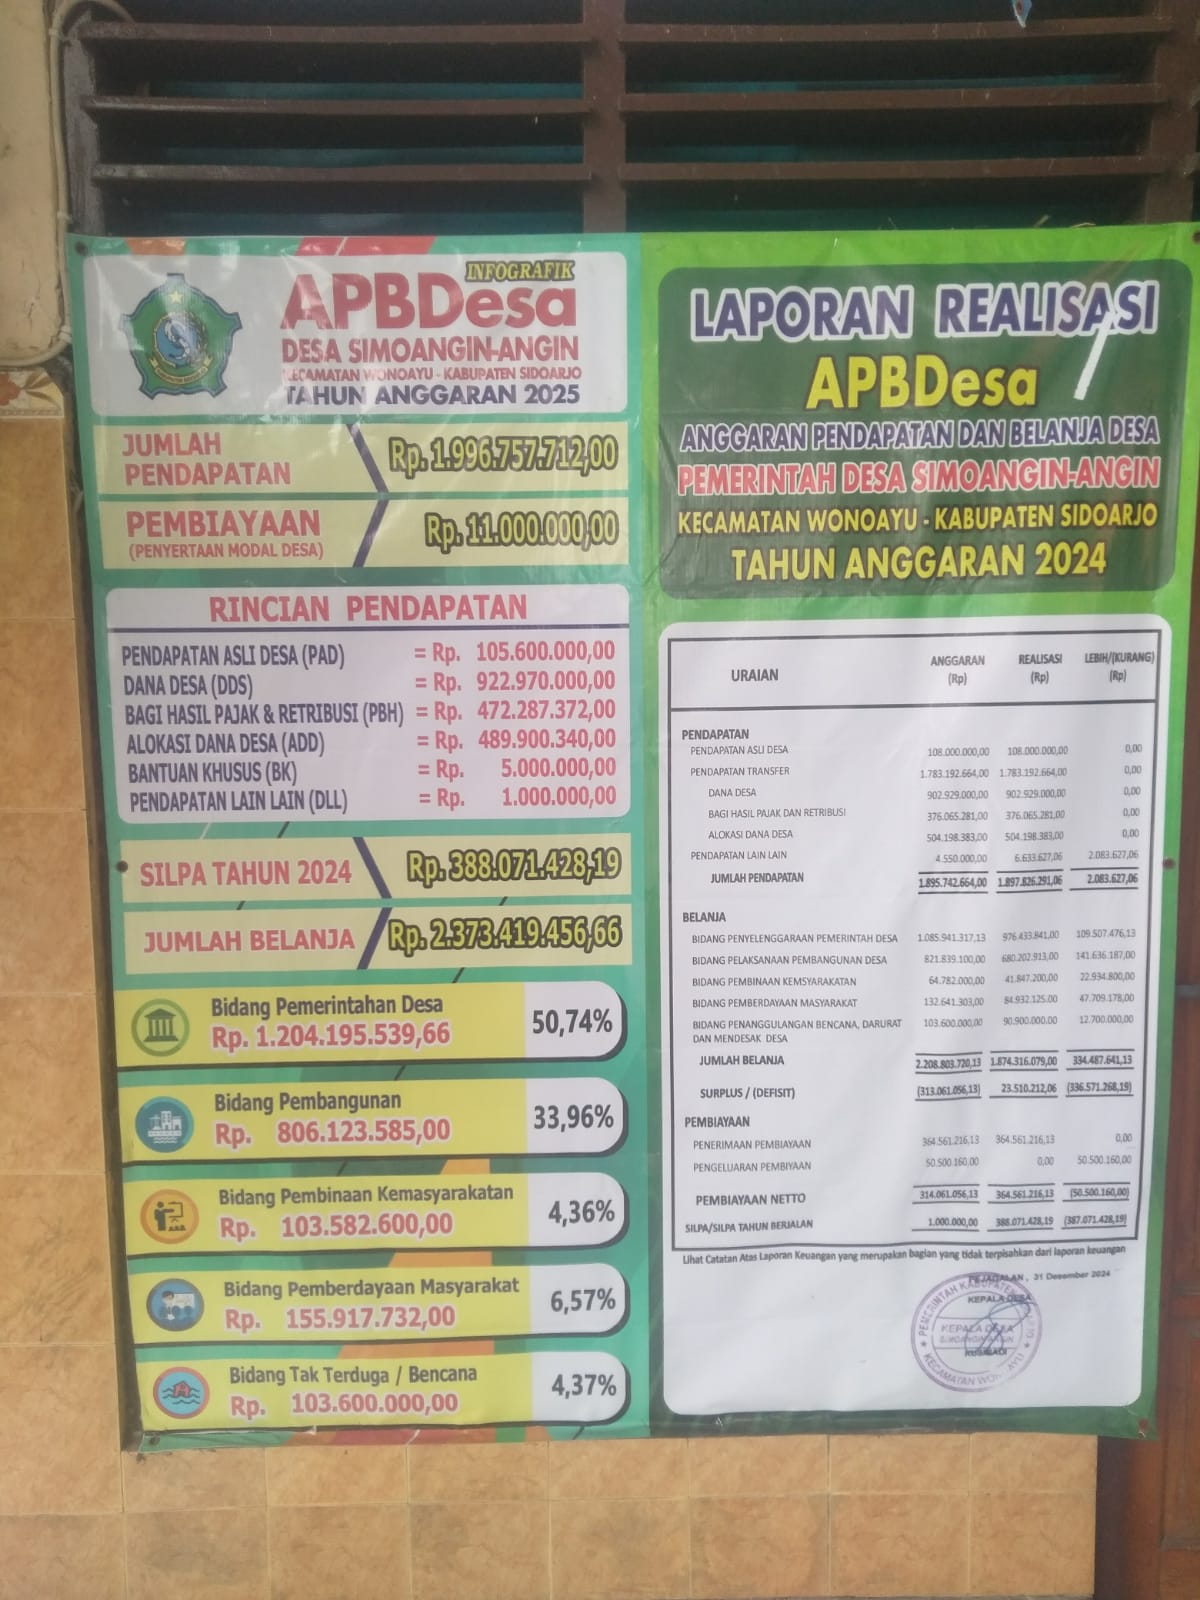 INFOGRAFIK
APBDesa
DESA SIMOANGIN-ANGIN
KECAMATAN WONOAYU - KABUPATEN SIDOARJO
TAHUN ANGGARAN 2025
JUMLAH
PENDAPATAN
Rp. 1.996.757.712,00
PEMBIAYAAN
(PENYERTAAN MODAL DESA)
Rp. 11.000.000,00
RINCIAN PENDAPATAN
PENDAPATAN ASLI DESA (PAD) = Rp. 105.600.000,00
DANA DESA (DDS) = Rp. 922.970.000,00
BAGI HASIL PAJAK & RETRIBUSI (PBH) = Rp. 472.287.372,00
ALOKASI DANA DESA (ADD) = Rp. 489.900.340,00
BANTUAN KHUSUS (BK) = Rp. 5.000.000,00
PENDAPATAN LAIN LAIN (DLL) = Rp. 1.000.000,00
SILPA TAHUN 2024 Rp. 388.071.428,19
JUMLAH BELANJA Rp. 2.373.419.456,66
Bidang Pemerintahan Desa
Rp. 1.204.195.539,66
50,74%
Bidang Pembangunan
Rp. 806.123.585,00
33,96%
Bidang Pembinaan Kemasyarakatan
Rp. 103.582.600,00
4,36%
Bidang Pemberdayaan Masyarakat
Rp. 155.917.732,00
6,57%
Bidang Tak Terduga / Bencana
Rp. 103.600.000,00
4,37%
LAPORAN REALISASI
APBDesa
ANGGARAN PENDAPATAN DAN BELANJA DESA
PEMERINTAH DESA SIMOANGIN-ANGIN
KECAMATAN WONOAYU - KABUPATEN SIDOARJO
TAHUN ANGGARAN 2024
URAIAN ANGGARAN (Rp) REALISASI (Rp) LEBIH/(KURANG) (Rp)
PENDAPATAN
PENDAPATAN ASLI DESA 108.000.000,00 108.000.000,00 0,00
PENDAPATAN TRANSFER 1.783.192.664,00 1.783.192.664,00 0,00
DANA DESA 902.929.000,00 902.929.000,00 0,00
BAGI HASIL PAJAK DAN RETRIBUSI 376.065.281,00 376.065.281,00 0,00
ALOKASI DANA DESA 504.198.383,00 504.198.383,00 0,00
PENDAPATAN LAIN LAIN 4.550.000,00 6.633.627,06 2.083.627,06
JUMLAH PENDAPATAN 1.895.742.664,00 1.897.826.291,06 2.083.627,06
BELANJA
BIDANG PENYELENGGARAAN PEMERINTAH DESA 1.085.941.317,13 976.433.841,00 109.507.476,13
BIDANG PELAKSANAAN PEMBANGUNAN DESA 821.839.100,00 680.202.913,00 141.636.187,00
BIDANG PEMBINAAN KEMSYARAKATAN 64.782.000,00 41.847.200,00 22.934.800,00
BIDANG PEMBERDAYAAN MASYARAKAT 132.641.303,00 84.932.125.00 47.709.178,00
BIDANG PENANGGULANGAN BENCANA, DARURAT 103.600.000,00 90.900.000.00 12.700.000,00
DAN MENDESAK DESA
JUMLAH BELANJA 2.208.803.720,13 1.874.316.079,00 334.487.641,13
SURPLUS / (DEFISIT) (313.061.056,13) 23.510.212,06 (336.571.268,19)
PEMBIAYAAN
PENERIMAAN PEMBIAYAAN 364.561.216,13 364.561.216,13 0,00
PENGELUARAN PEMBIYAAN 50.500.160,00 0,00 50.500.160,00
PEMBIAYAAN NETTO 314.061.056,13 364.561.216,13 (50.500.160,00)
SILPA/SILPA TAHUN BERJALAN 1.000.000,00 388.071.428,19 (387.071.428,19)
Lihat Catatan Atas Laporan Keuangan yang merupakan bagian yang tidak terpisahkan dari laporan keuangan
PEJAGALAN, 31 Desember 2024
KEPALA DESA
KEPALA DESA
SIMOANGIN-ANGIN